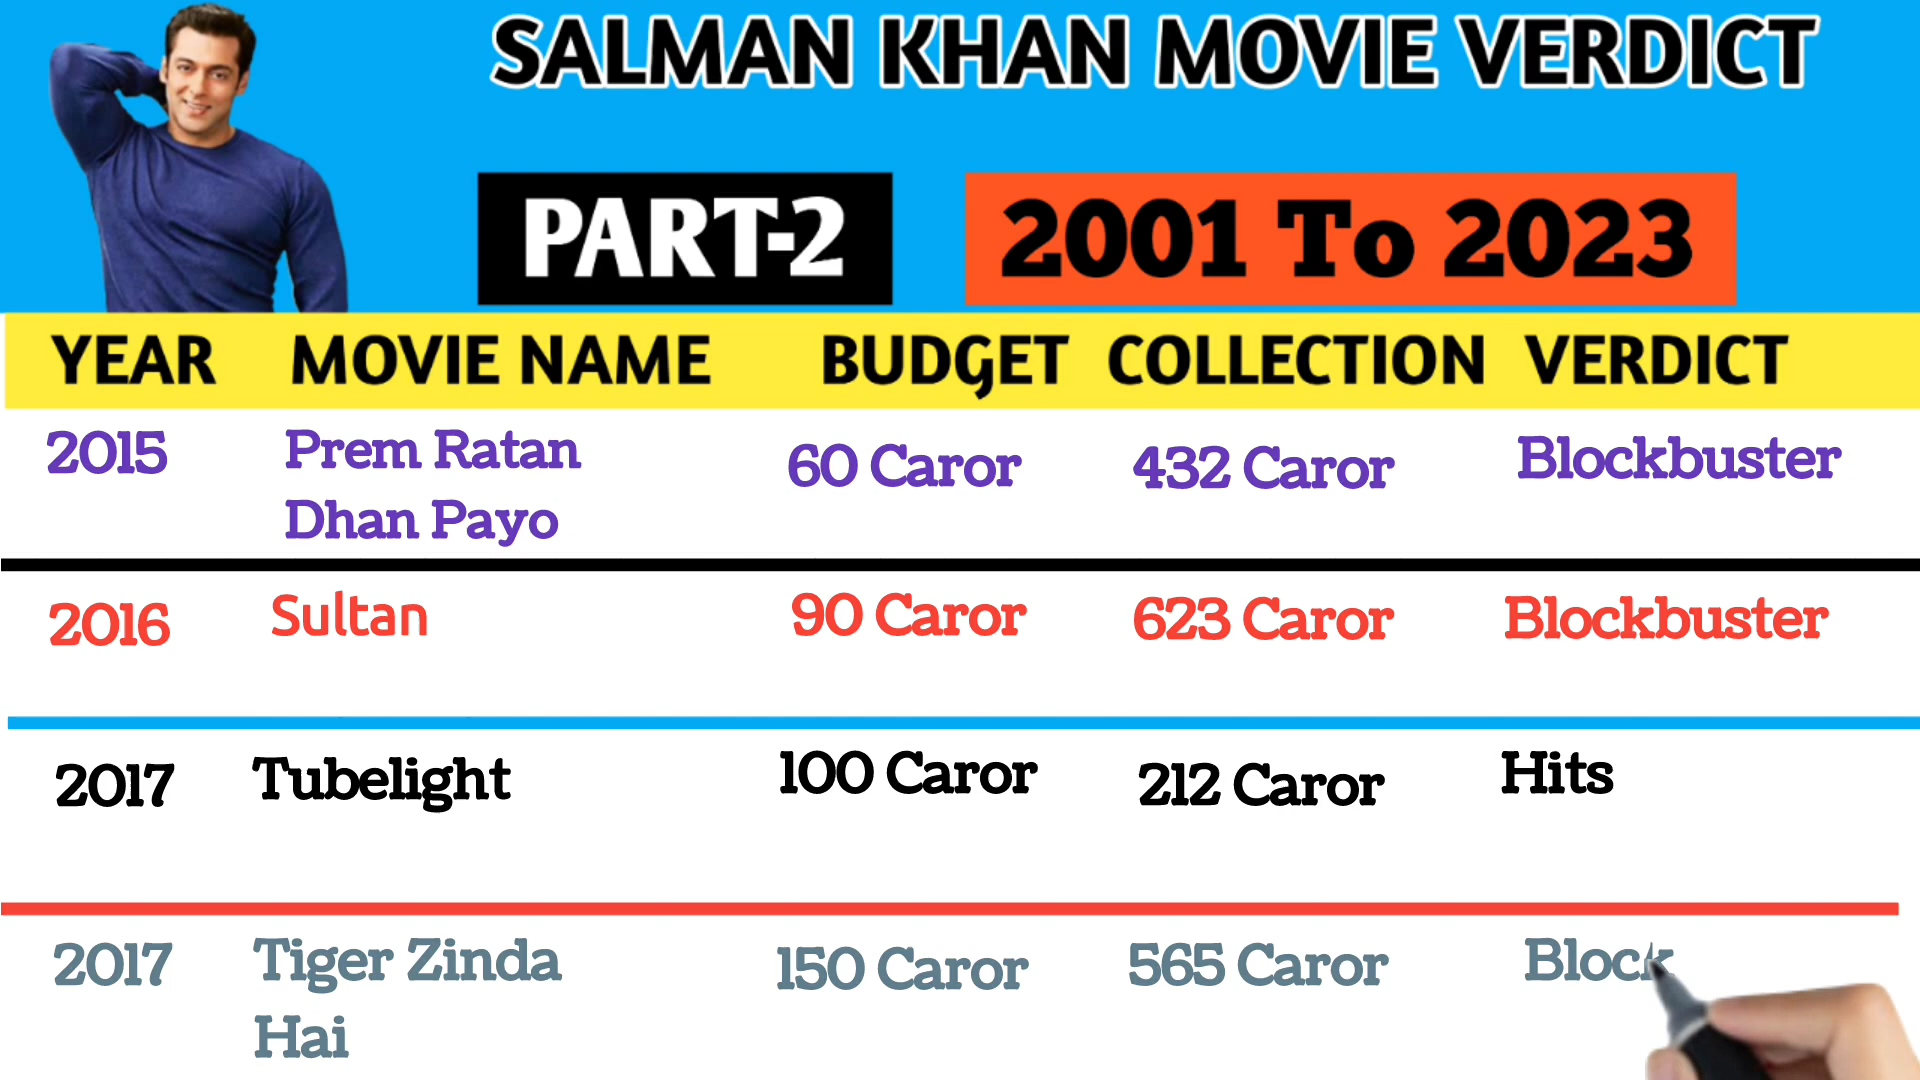 SALMAN KHAN MOVIE VERDICT
PART-2 2001 To 2023
YEAR MOVIE NAME BUDGET COLLECTION VERDICT
2015 Prem Ratan 60 Caror 432 Caror Blockbuster
Dhan Payo
2016 Sultan 90 Caror 623 Caror Blockbuster
2017 Tubelight 100 Caror 212 Caror Hits
2017 Tiger Zinda 150 Caror 565 Caror Block
Hai